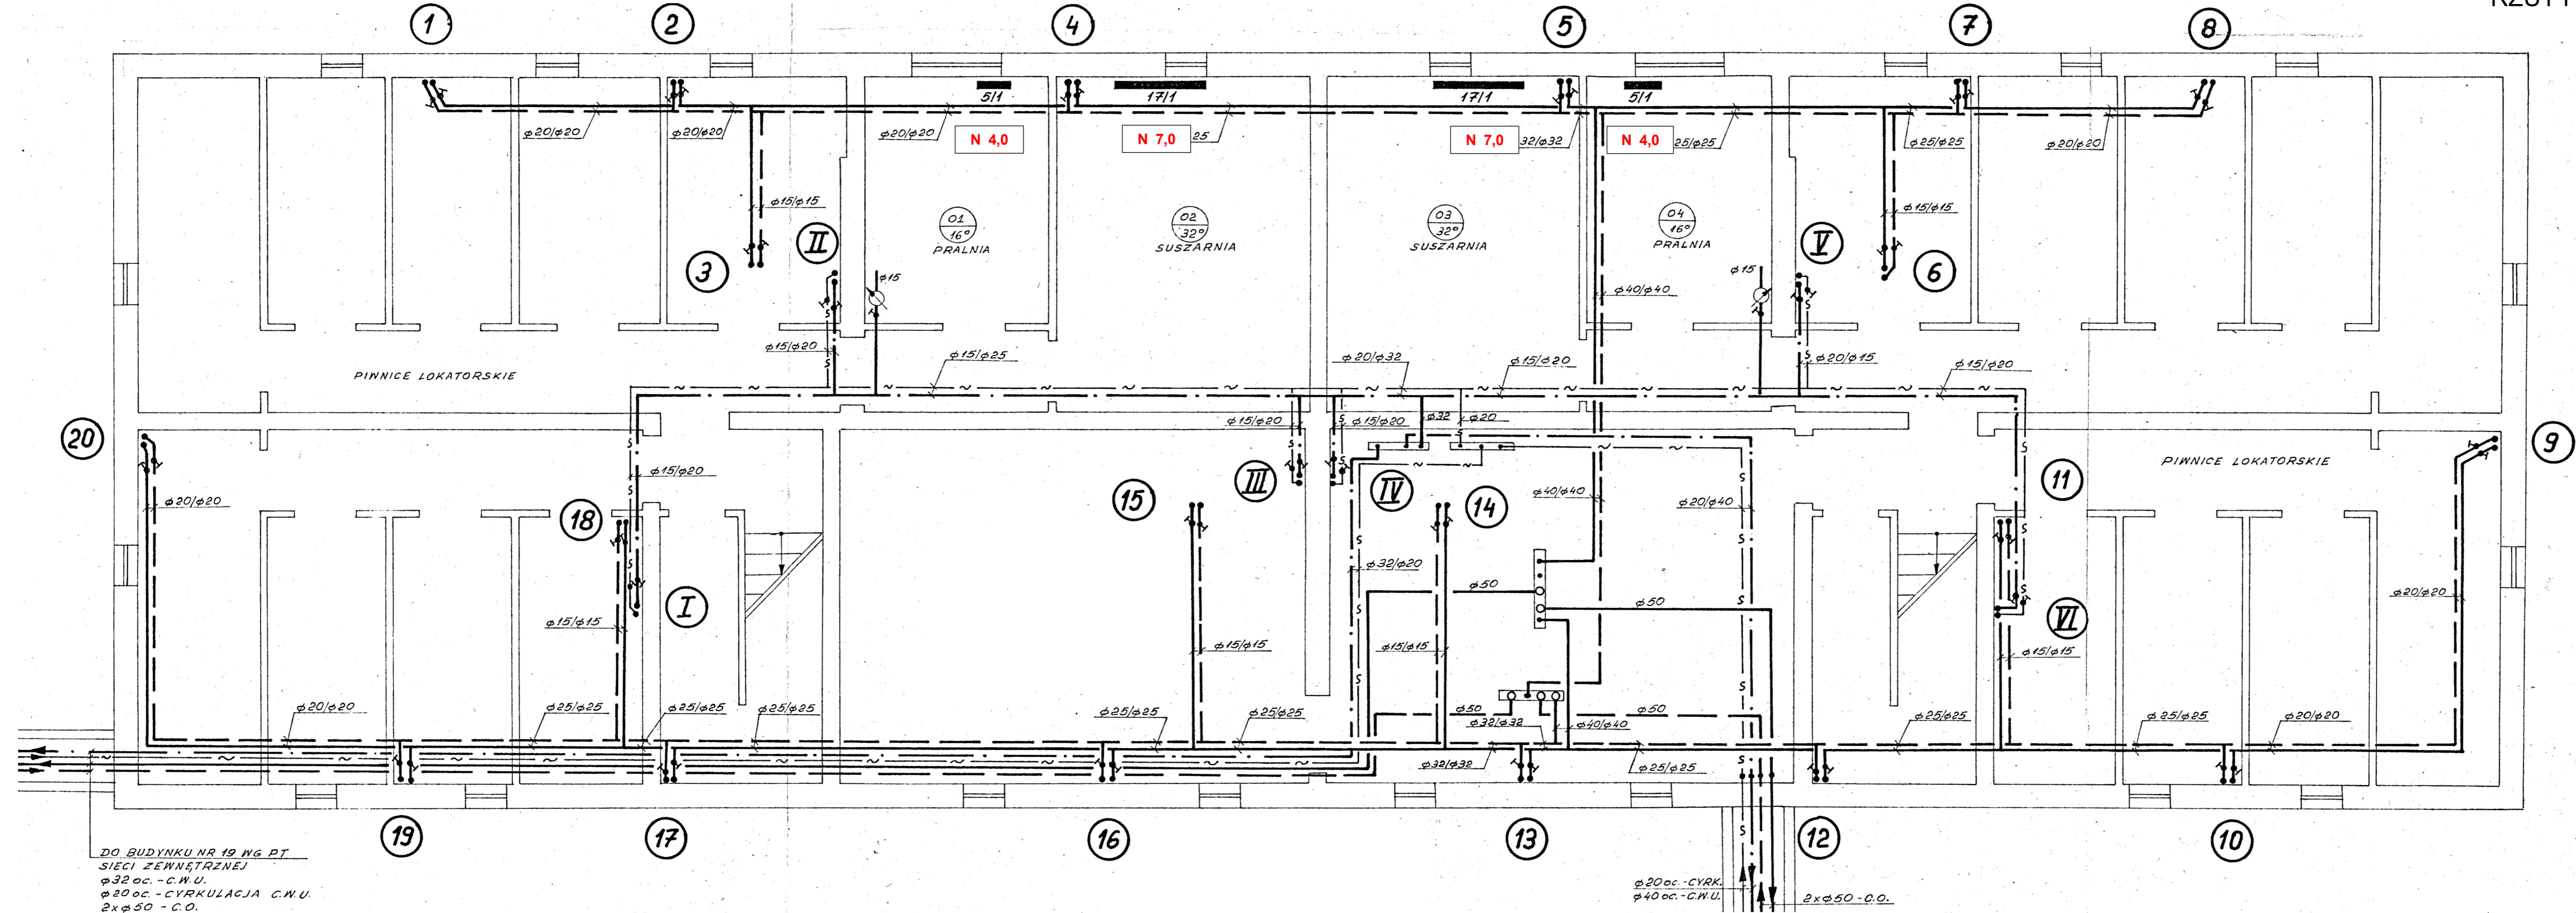 1 2 4 5 7 8
5/1 17/1 17/1 5/1
ϕ20/ϕ20 ϕ20/ϕ20 ϕ20/ϕ20 N 4,0 N 7,0 25 N 7,0 32/ϕ32 N 4,0 25/ϕ25 ϕ25/ϕ25 ϕ20/ϕ20
ϕ15/ϕ15 ϕ15/ϕ15
01 02 03 04
16° 32° 32° 16°
PRALNIA SUSZARNIA SUSZARNIA PRALNIA
3 II V 6
ϕ15 ϕ40/ϕ40 ϕ15
ϕ15/ϕ20 ϕ15/ϕ25 ϕ20/ϕ32 ϕ15/ϕ20 ϕ20/ϕ15 ϕ15/ϕ20
PIWNICE LOKATORSKIE
ϕ15/ϕ20 ϕ15/ϕ20 ϕ32 ϕ20
20 9
PIWNICE LOKATORSKIE
ϕ15/ϕ20
III IV 11
ϕ20/ϕ20 15 14 ϕ40/ϕ40 ϕ20/ϕ40
18
ϕ32/ϕ20
ϕ50 ϕ50 ϕ20/ϕ20
I VI
ϕ15/ϕ15 ϕ15/ϕ15 ϕ15/ϕ15 ϕ15/ϕ15
ϕ20/ϕ20 ϕ25/ϕ25 ϕ25/ϕ25 ϕ25/ϕ25 ϕ25/ϕ25 ϕ25/ϕ25 ϕ50 ϕ50 ϕ25/ϕ25 ϕ25/ϕ25 ϕ20/ϕ20
ϕ32/ϕ32 ϕ40/ϕ40
ϕ32/ϕ32 ϕ25/ϕ25
19 17 16 13 12 10
DO BUDYNKU NR 19 WG PT
SIECI ZEWNĘTRZNEJ
ϕ32 oc. - C.W.U.
ϕ20 oc. - CYRKULACJA C.W.U.
2xϕ50 - C.O.
ϕ20 oc. - CYRK.
ϕ40 oc. - C.W.U.
2xϕ50 - C.O.